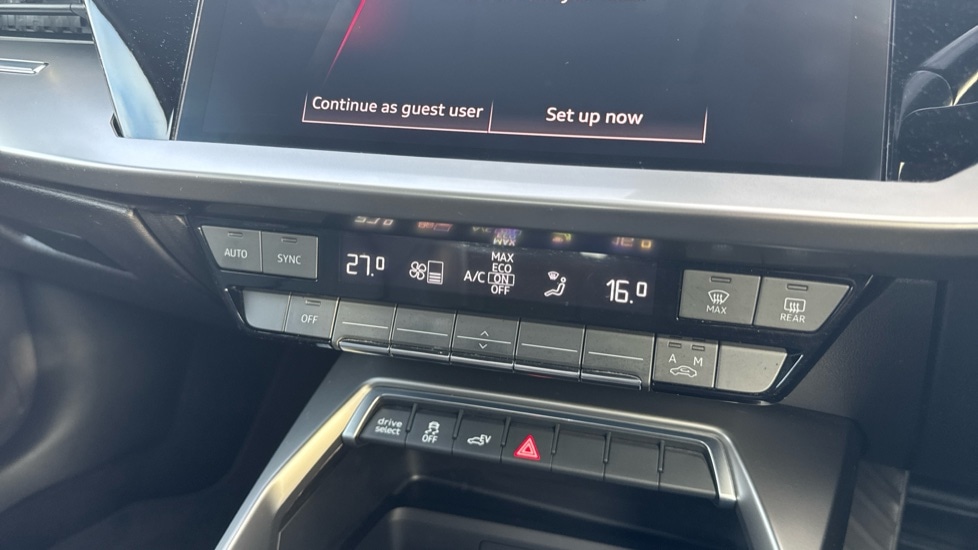 Continue as guest user
Set up now
AUTO
SYNC
27.0
A/C
MAX
ECO
ON
OFF
16.0
MAX
REAR
OFF
A M
drive
select
OFF
EV